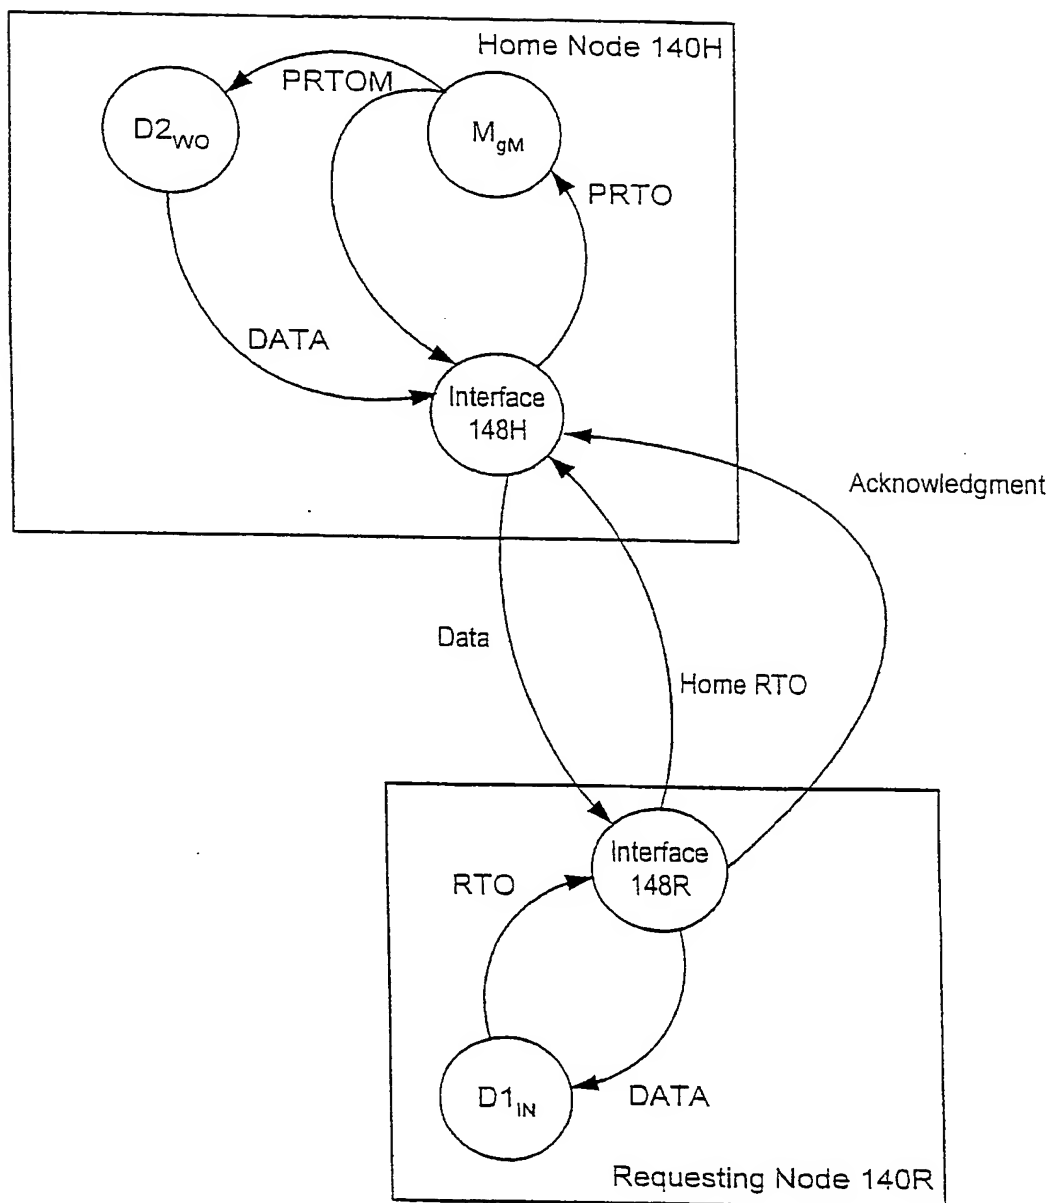 Home Node 140H
PRTOM
D2WO
MgM
PRTO
DATA
Interface
148H
Acknowledgment
Data
Home RTO
Interface
148R
RTO
D1IN
DATA
Requesting Node 140R